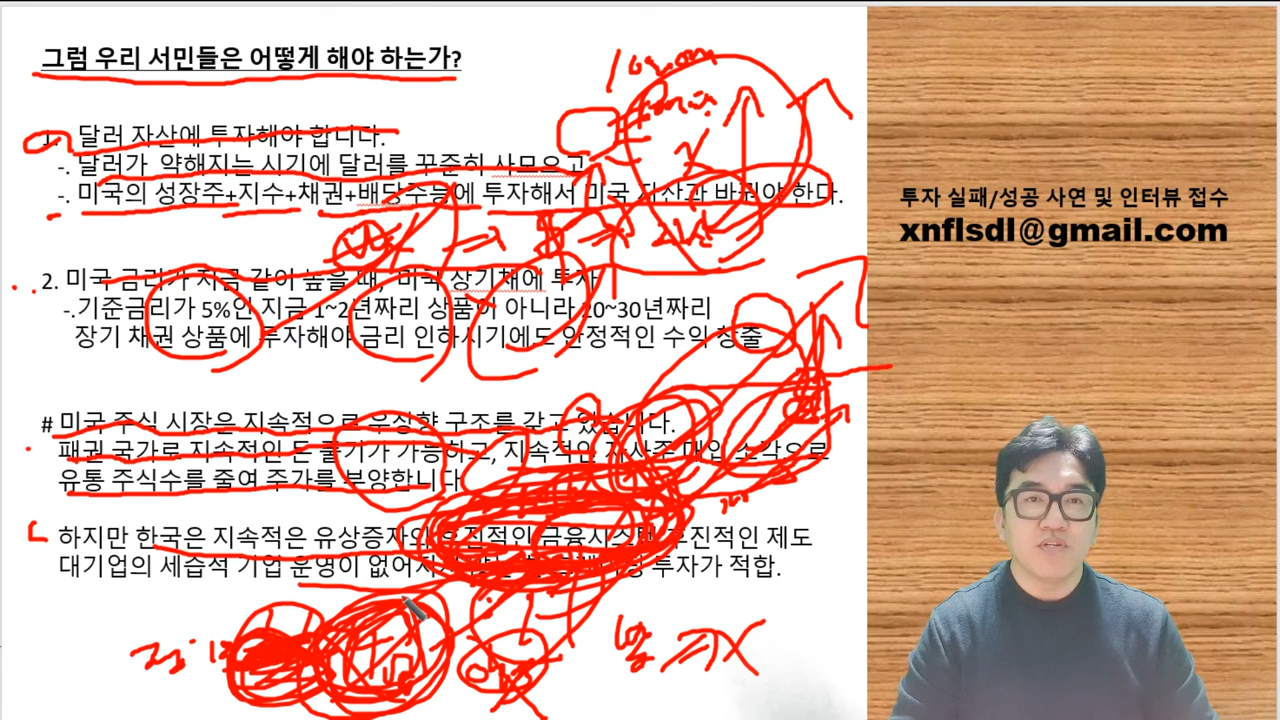 그럼 우리 서민들은 어떻게 해야 하는가?
1. 달러 자산에 투자해야 합니다.
-. 달러가 약해지는 시기에 달러를 꾸준히 사모으고
-. 미국의 성장주+지수+채권+배당주등에 투자해서 미국 자산과 바꿔야 한다.
2. 미국 금리가 지금 같이 높을 때, 미국 장기채에 투자
-.기준금리가 5%인 지금 1~2년짜리 상품이 아니라 20~30년짜리
장기 채권 상품에 투자해야 금리 인하시기에도 안정적인 수익 창출
# 미국 주식 시장은 지속적으로 우상향 구조를 갖고 있습니다.
패권 국가로 지속적인 돈 풀기가 가능하고, 지속적인 자사주 매입 소각으로
유통 주식수를 줄여 주가를 부양합니다
하지만 한국은 지속적은 유상증자와 후진적인 금융시스템 후진적인 제도
대기업의 세습적 기업 운영이 없어지 투자가 적합.
투자 실패/성공 사연 및 인터뷰 접수
xnflsdl@gmail.com